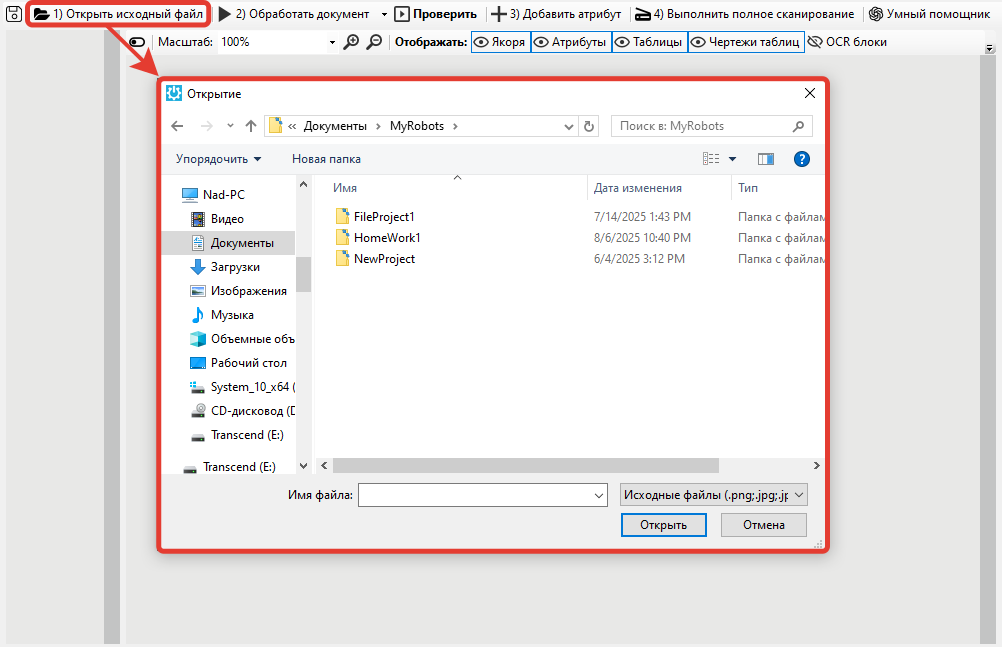 1) Открыть исходный файл 2) Обработать документ Проверить 3) Добавить атрибут 4) Выполнить полное сканирование Умный помощник
Масштаб: 100% Отображать: Якоря Атрибуты Таблицы Чертежи таблиц OCR блоки
Открытие
« Документы › MyRobots › Поиск в: MyRobots
Упорядочить Новая папка
Имя Дата изменения Тип
Nad-PC
Видео
Документы
Загрузки
Изображения
Музыка
Объемные объ
Рабочий стол
System_10_x64 (
CD-дисковод (D
Transcend (E:)
Transcend (E:)
FileProject1 7/14/2025 1:43 PM Папка с файлам
HomeWork1 8/6/2025 10:40 PM Папка с файлам
NewProject 6/4/2025 3:12 PM Папка с файлам
Имя файла: Исходные файлы (.png;.jpg;.jp
Открыть Отмена